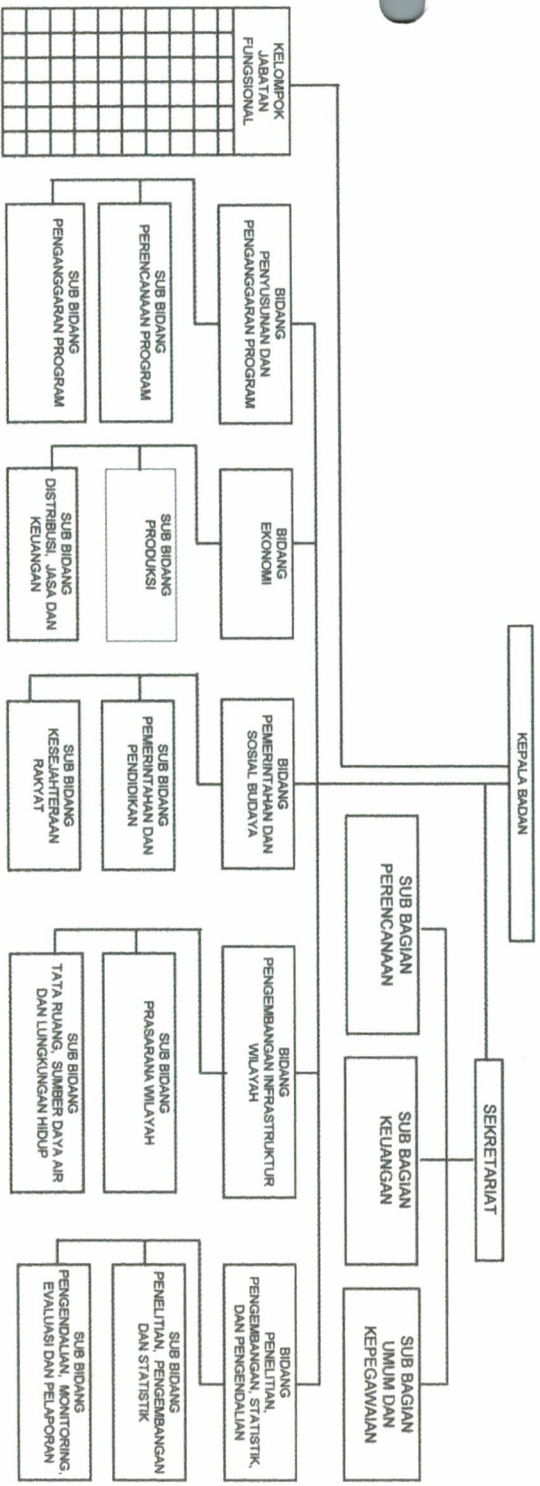 KEPALA BADAN
SEKRETARIAT
SUB BAGIAN
PERENCANAAN
SUB BAGIAN
KEUANGAN
SUB BAGIAN
UMUM DAN
KEPEGAWAIAN
KELOMPOK
JABATAN
FUNGSIONAL
BIDANG
PENYUSUNAN DAN
PENGANGGARAN PROGRAM
SUB BIDANG
PERENCANAAN PROGRAM
SUB BIDANG
PENGANGGARAN PROGRAM
BIDANG
EKONOMI
SUB BIDANG
PRODUKSI
SUB BIDANG
DISTRIBUSI, JASA DAN
KEUANGAN
BIDANG
PEMERINTAHAN DAN
SOSIAL BUDAYA
SUB BIDANG
PEMERINTAHAN DAN
PENDIDIKAN
SUB BIDANG
KESEJAHTERAAN
RAKYAT
BIDANG
PENGEMBANGAN INFRASTRUKTUR
WILAYAH
SUB BIDANG
PRASARANA WILAYAH
SUB BIDANG
TATA RUANG, SUMBER DAYA AIR
DAN LUNGKUNGAN HIDUP
BIDANG
PENELITIAN,
PENGEMBANGAN, STATISTIK,
DAN PENGENDALIAN
SUB BIDANG
PENELITIAN, PENGEMBANGAN
DAN STATISTIK
SUB BIDANG
PENGENDALIAN, MONITORING,
EVALUASI DAN PELAPORAN